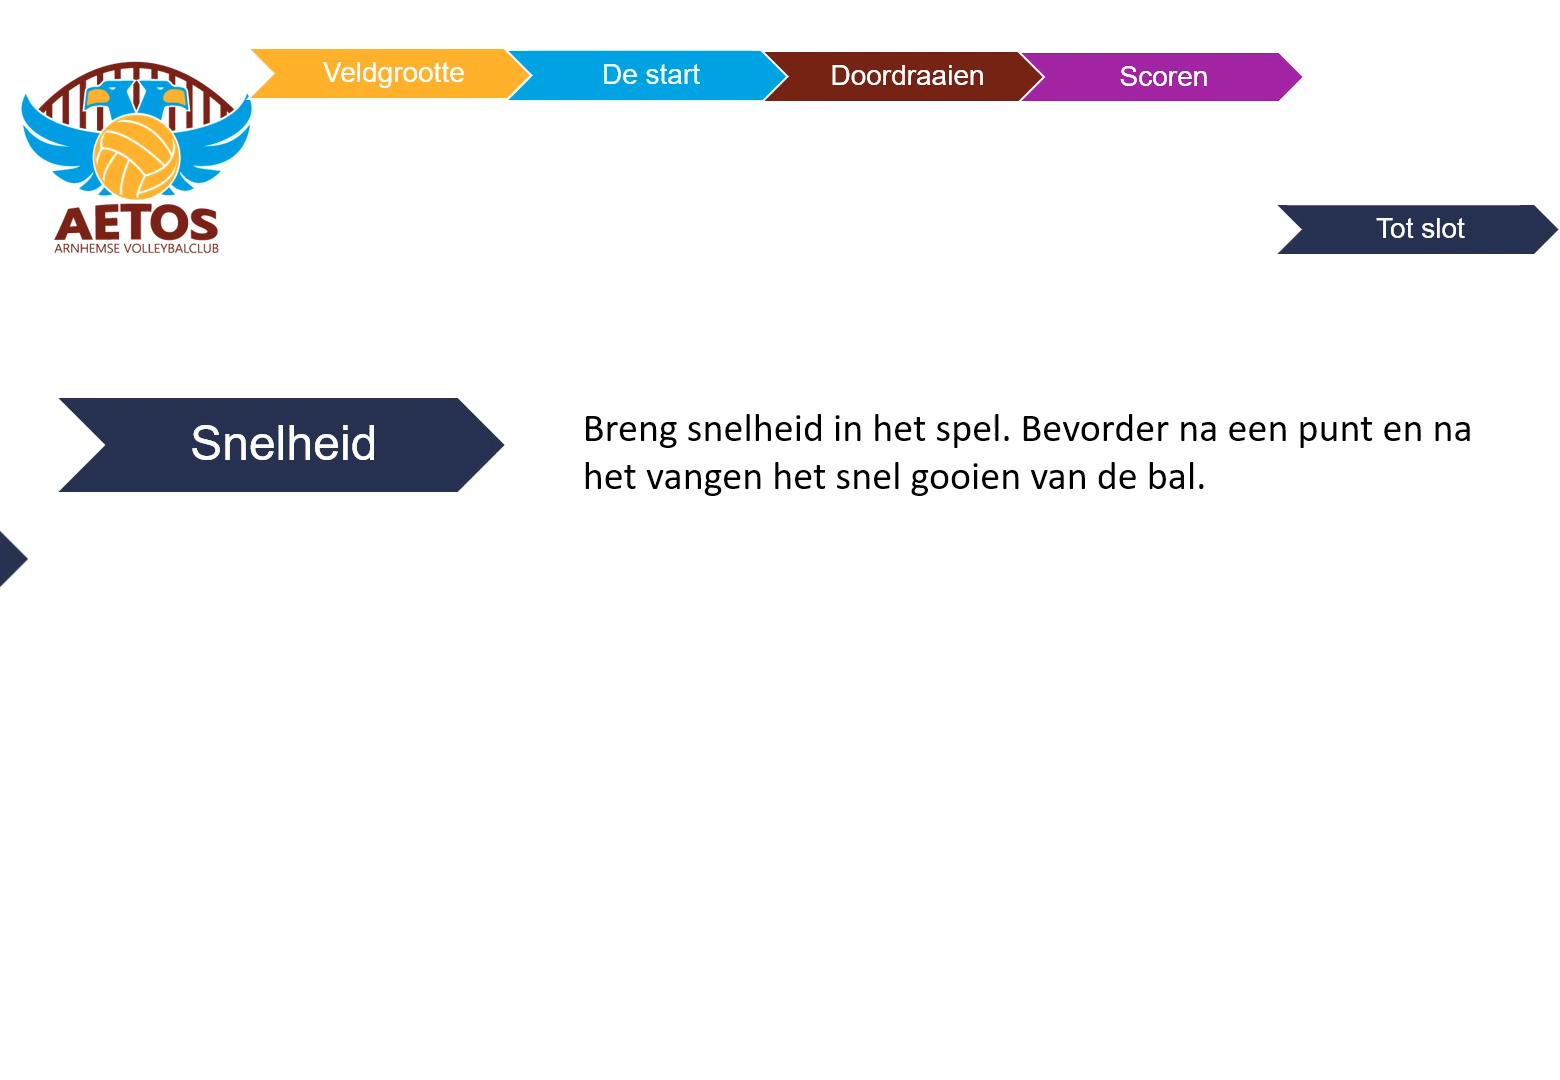 Veldgrootte
De start
Doordraaien
Scoren
AETOS
ARNHEMSE VOLLEYBALCLUB
Tot slot
Snelheid
Breng snelheid in het spel. Bevorder na een punt en na
het vangen het snel gooien van de bal.